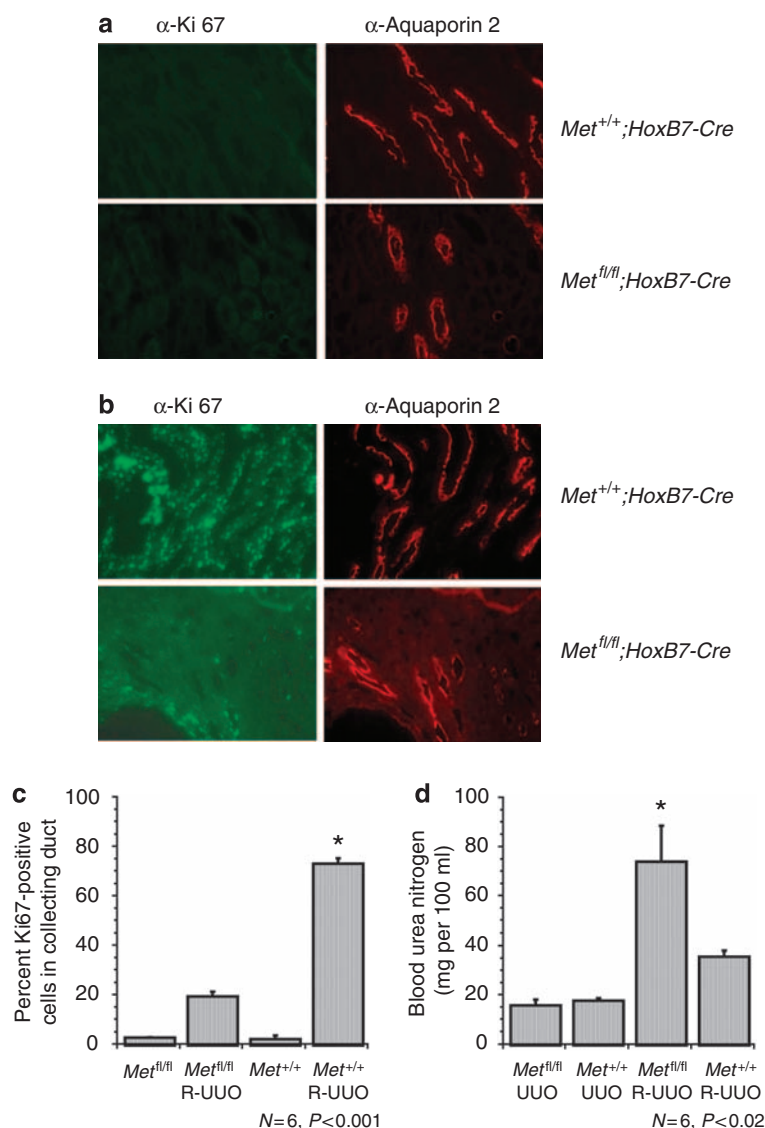 a
α-Ki 67 α-Aquaporin 2
Met+/+;HoxB7-Cre
Metfl/fl;HoxB7-Cre
b
α-Ki 67 α-Aquaporin 2
Met+/+;HoxB7-Cre
Metfl/fl;HoxB7-Cre
c
Percent Ki67-positive
cells in collecting duct
100
80
60
40
20
0
*
Metfl/fl
Metfl/fl
R-UUO
Met+/+
Met+/+
R-UUO
N=6, P<0.001
d
Blood urea nitrogen
(mg per 100 ml)
100
80
60
40
20
0
*
Metfl/fl
UUO
Met+/+
UUO
Metfl/fl
R-UUO
Met+/+
R-UUO
N=6, P<0.02